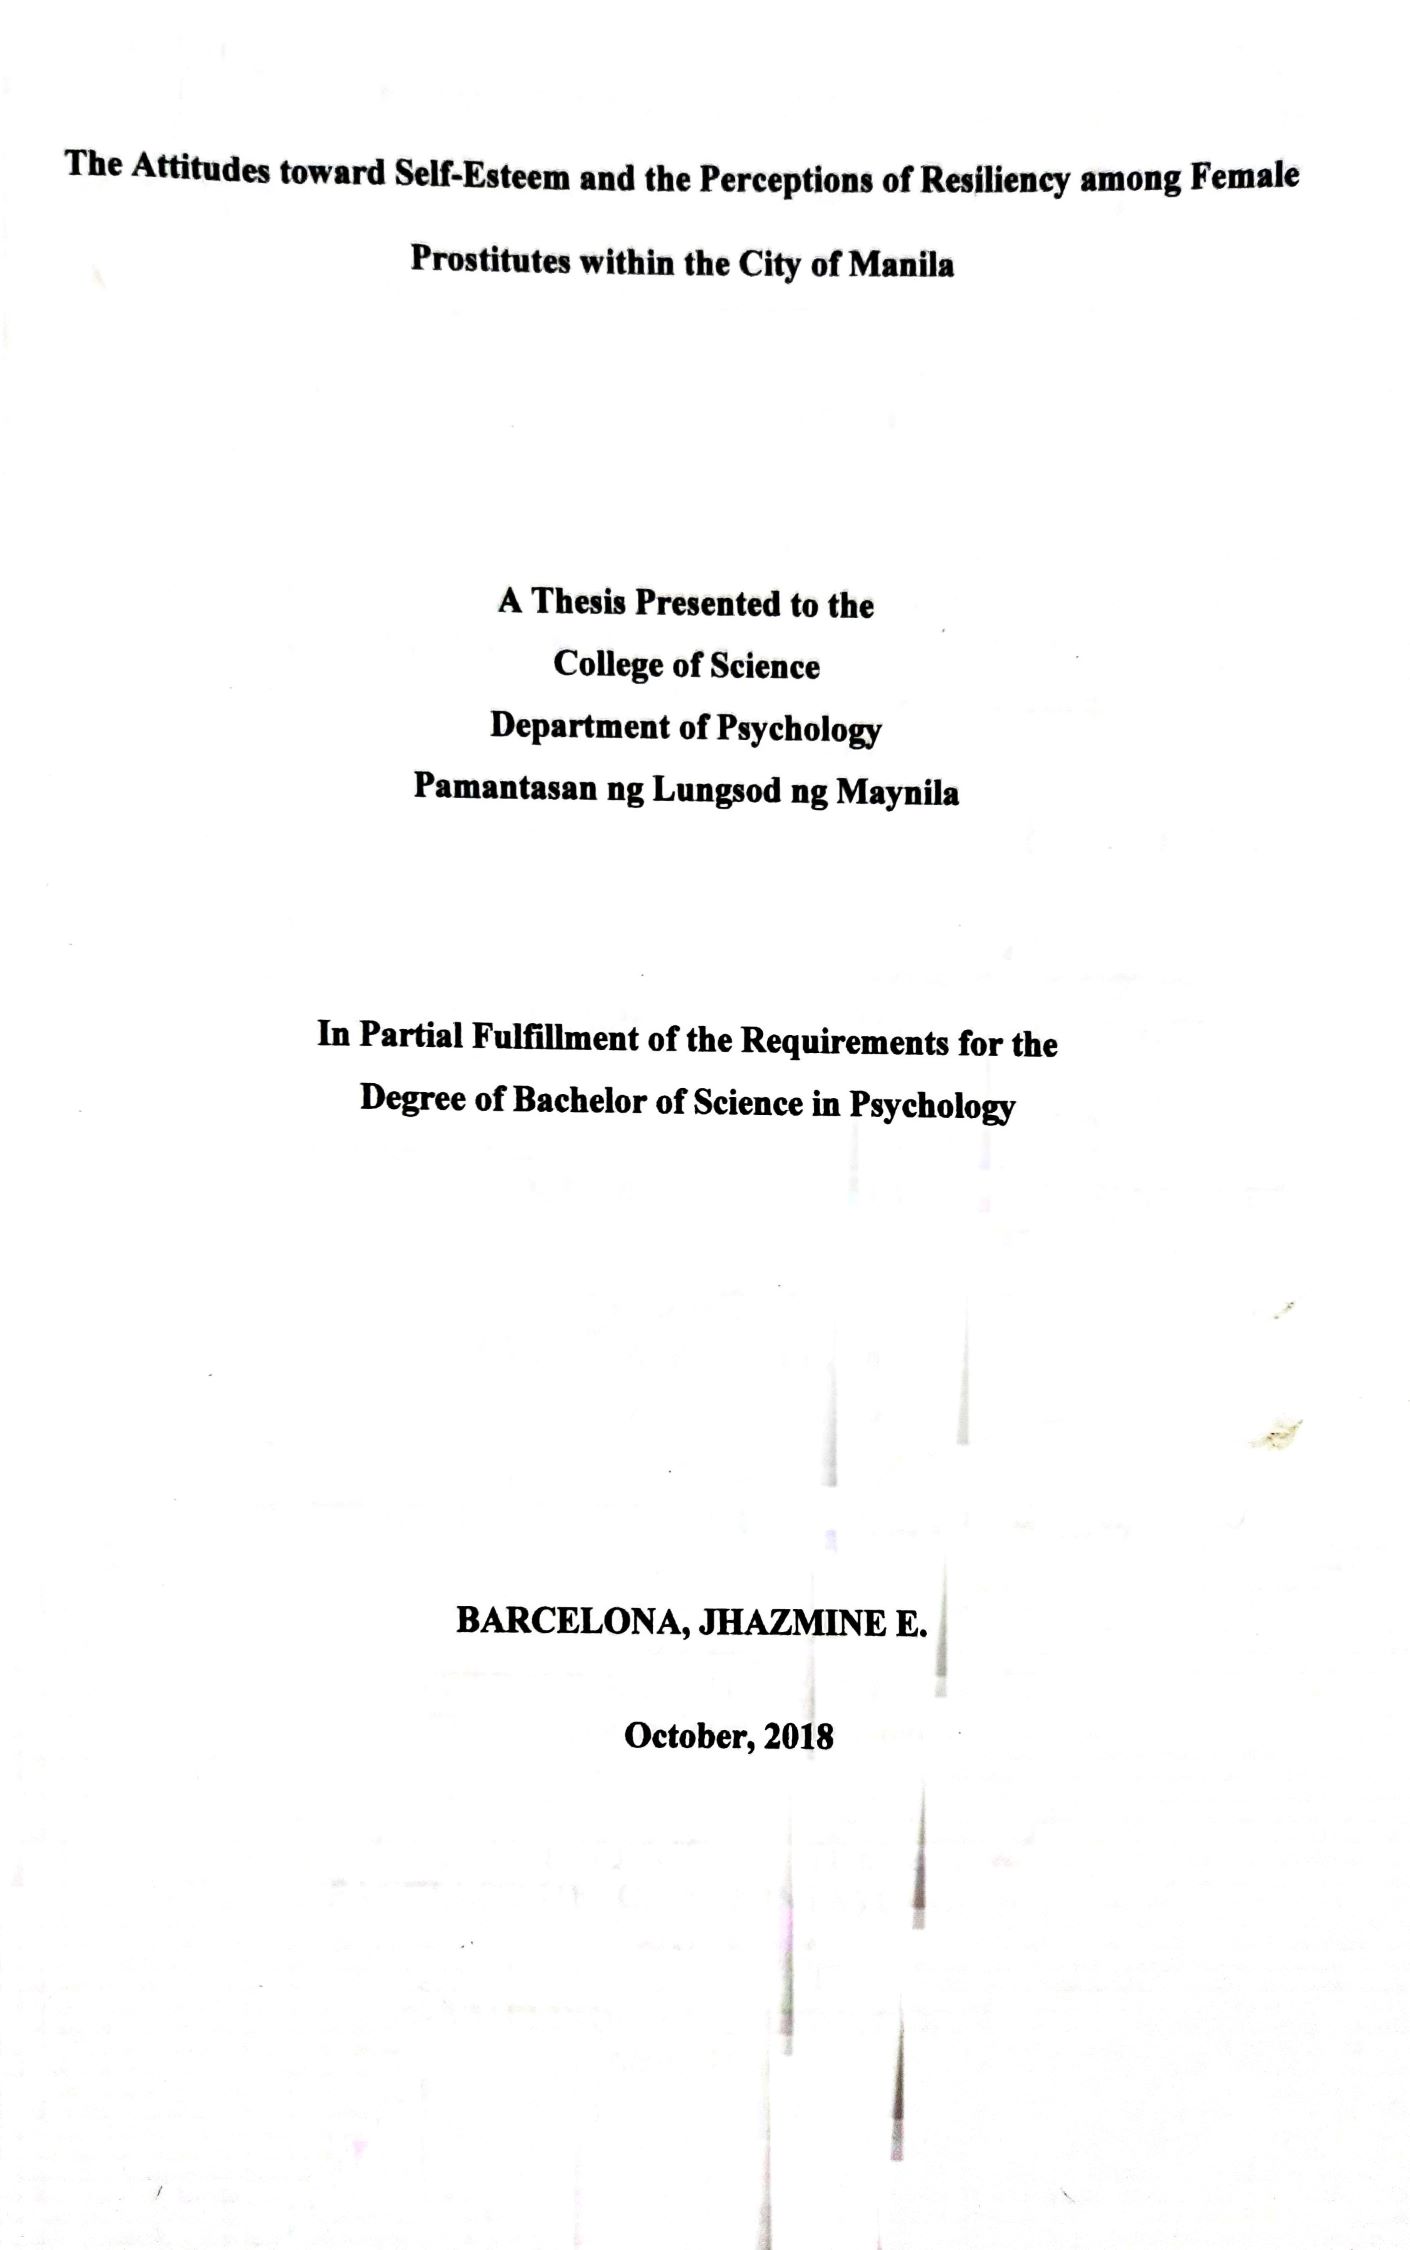 The Attitudes toward Self-Esteem and the Perceptions of Resiliency among Female
Prostitutes within the City of Manila
A Thesis Presented to the
College of Science
Department of Psychology
Pamantasan ng Lungsod ng Maynila
In Partial Fulfillment of the Requirements for the
Degree of Bachelor of Science in Psychology
BARCELONA, JHAZMINE E.
October, 2018